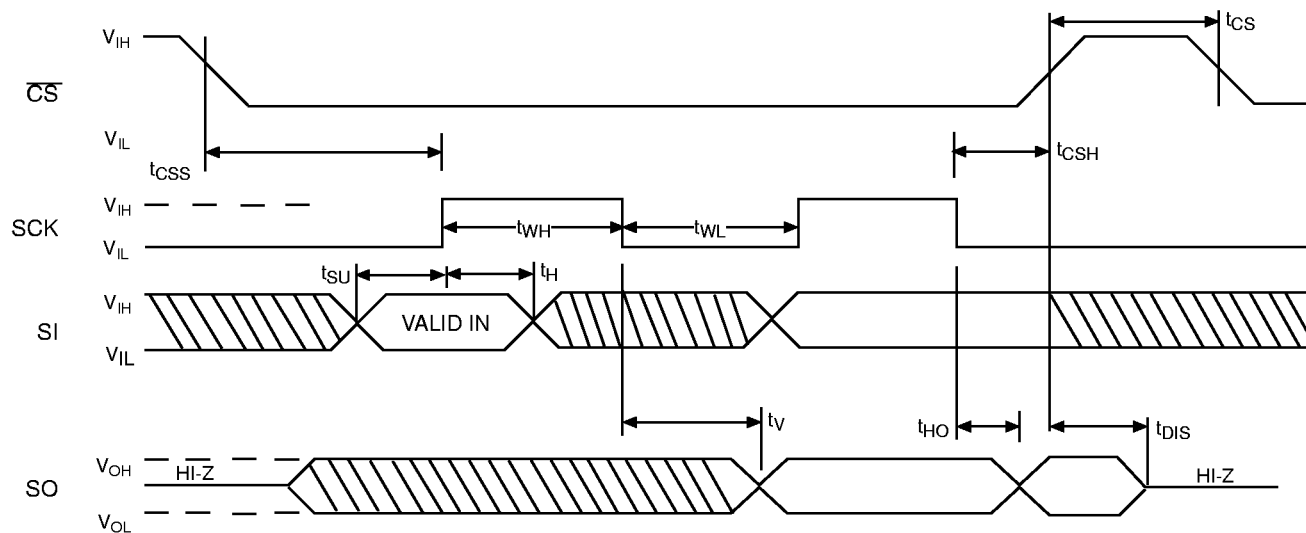 VIH
tCS
CS
VIL
tCSS
tCSH
VIH
SCK
tWH
tWL
VIL
tSU
tH
VIH
SI
VALID IN
VIL
tV
tHO
tDIS
VOH
HI-Z
HI-Z
SO
VOL